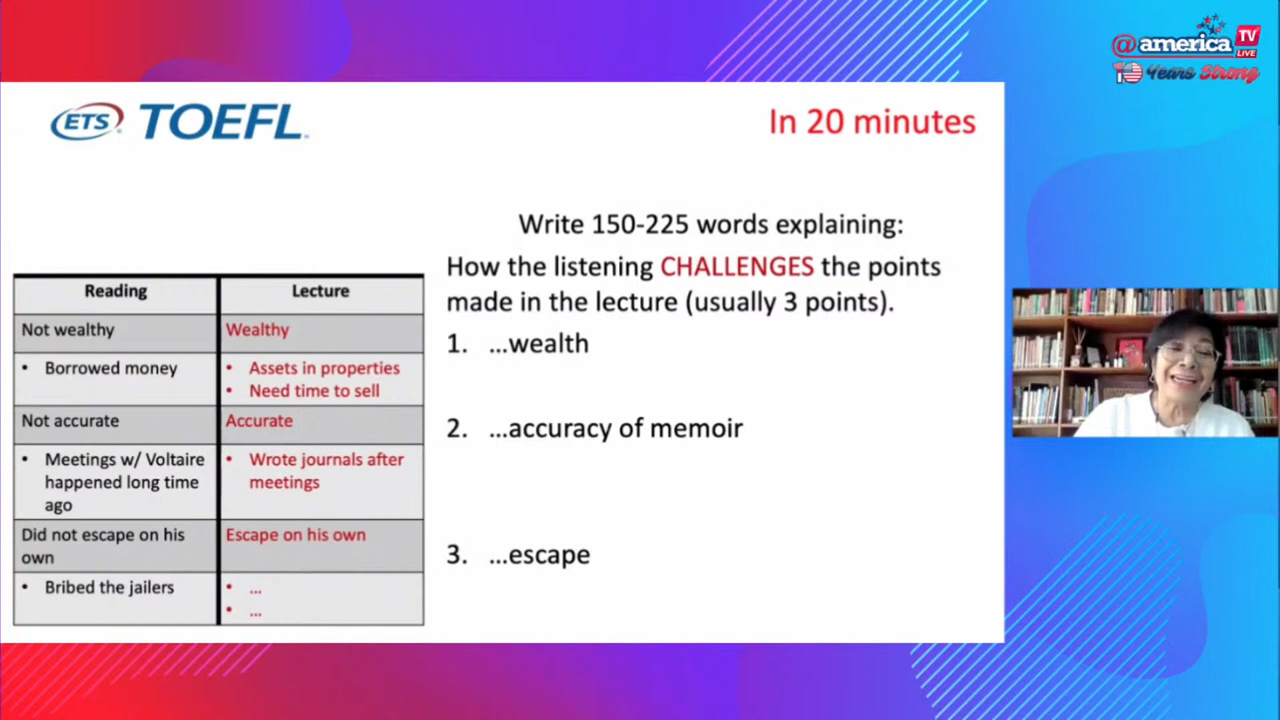 @america TV LIVE
10 Years Strong
ETS TOEFL
In 20 minutes
Write 150-225 words explaining:
How the listening CHALLENGES the points
made in the lecture (usually 3 points).
1. ...wealth
2. ...accuracy of memoir
3. ...escape
Reading Lecture
Not wealthy Wealthy
• Borrowed money
• Assets in properties
• Need time to sell
Not accurate Accurate
• Meetings w/ Voltaire
happened long time
ago
• Wrote journals after
meetings
Did not escape on his
own
Escape on his own
• Bribed the jailers
• ...
• ...